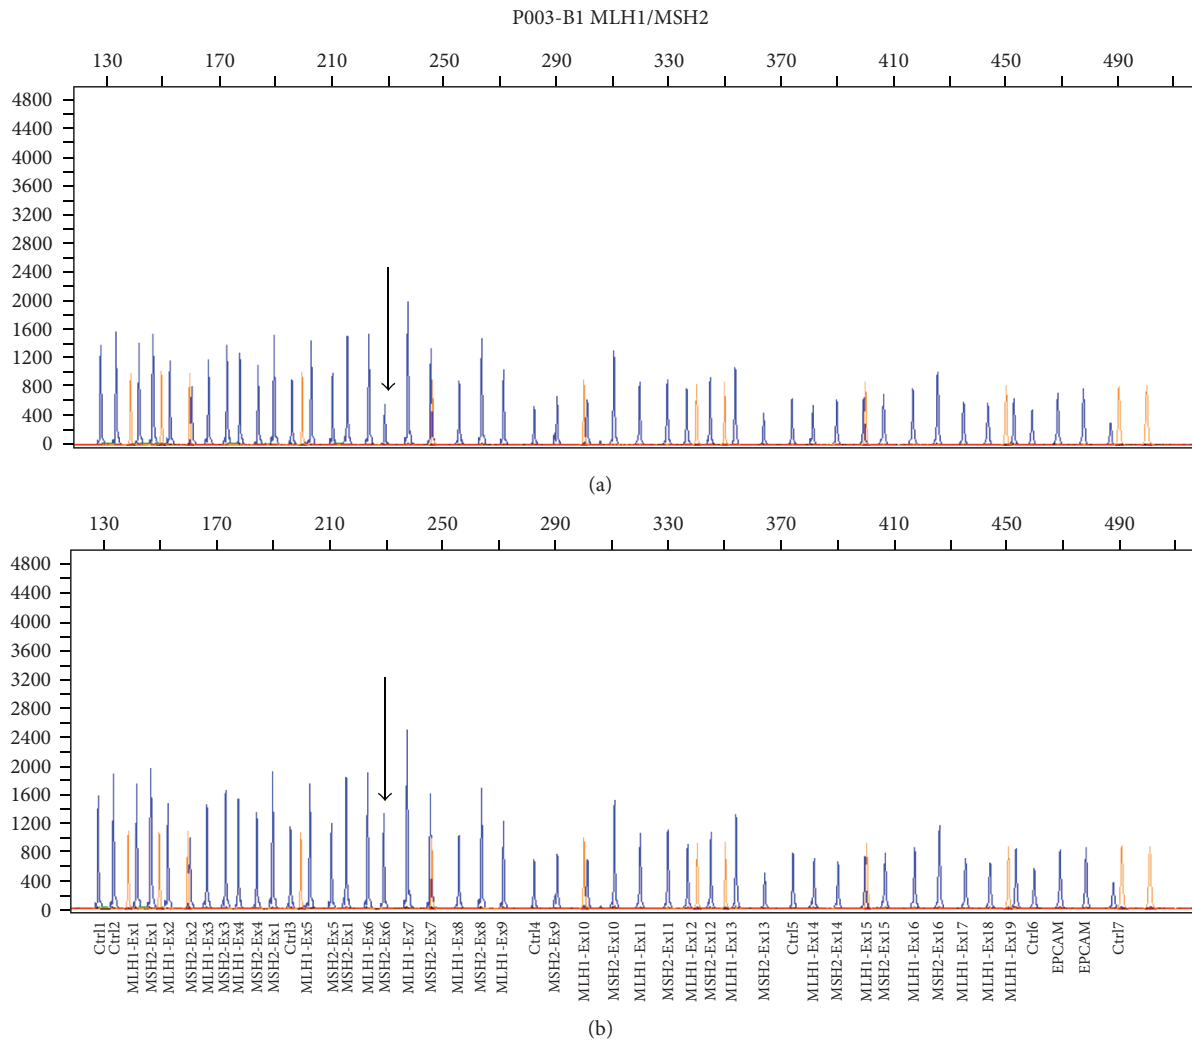 P003-B1 MLH1/MSH2
130 170 210 250 290 330 370 410 450 490
4800
4400
4000
3600
3200
2800
2400
2000
1600
1200
800
400
0
(a)
130 170 210 250 290 330 370 410 450 490
4800
4400
4000
3600
3200
2800
2400
2000
1600
1200
800
400
0
Ctrl1
Ctrl2
MLH1-Ex1
MSH2-Ex1
MLH1-Ex2
MSH2-Ex2
MLH1-Ex3
MSH2-Ex3
MLH1-Ex4
MSH2-Ex4
MSH2-Ex1
Ctrl3
MLH1-Ex5
MSH2-Ex5
MSH2-Ex1
MLH1-Ex6
MSH2-Ex6
MLH1-Ex7
MSH2-Ex7
MLH1-Ex8
MSH2-Ex8
MLH1-Ex9
Ctrl4
MSH2-Ex9
MLH1-Ex10
MSH2-Ex10
MLH1-Ex11
MSH2-Ex11
MLH1-Ex12
MSH2-Ex12
MLH1-Ex13
MSH2-Ex13
Ctrl5
MLH1-Ex14
MSH2-Ex14
MLH1-Ex15
MSH2-Ex15
MLH1-Ex16
MSH2-Ex16
MLH1-Ex17
MLH1-Ex18
MLH1-Ex19
Ctrl6
EPCAM
EPCAM
Ctrl7
(b)